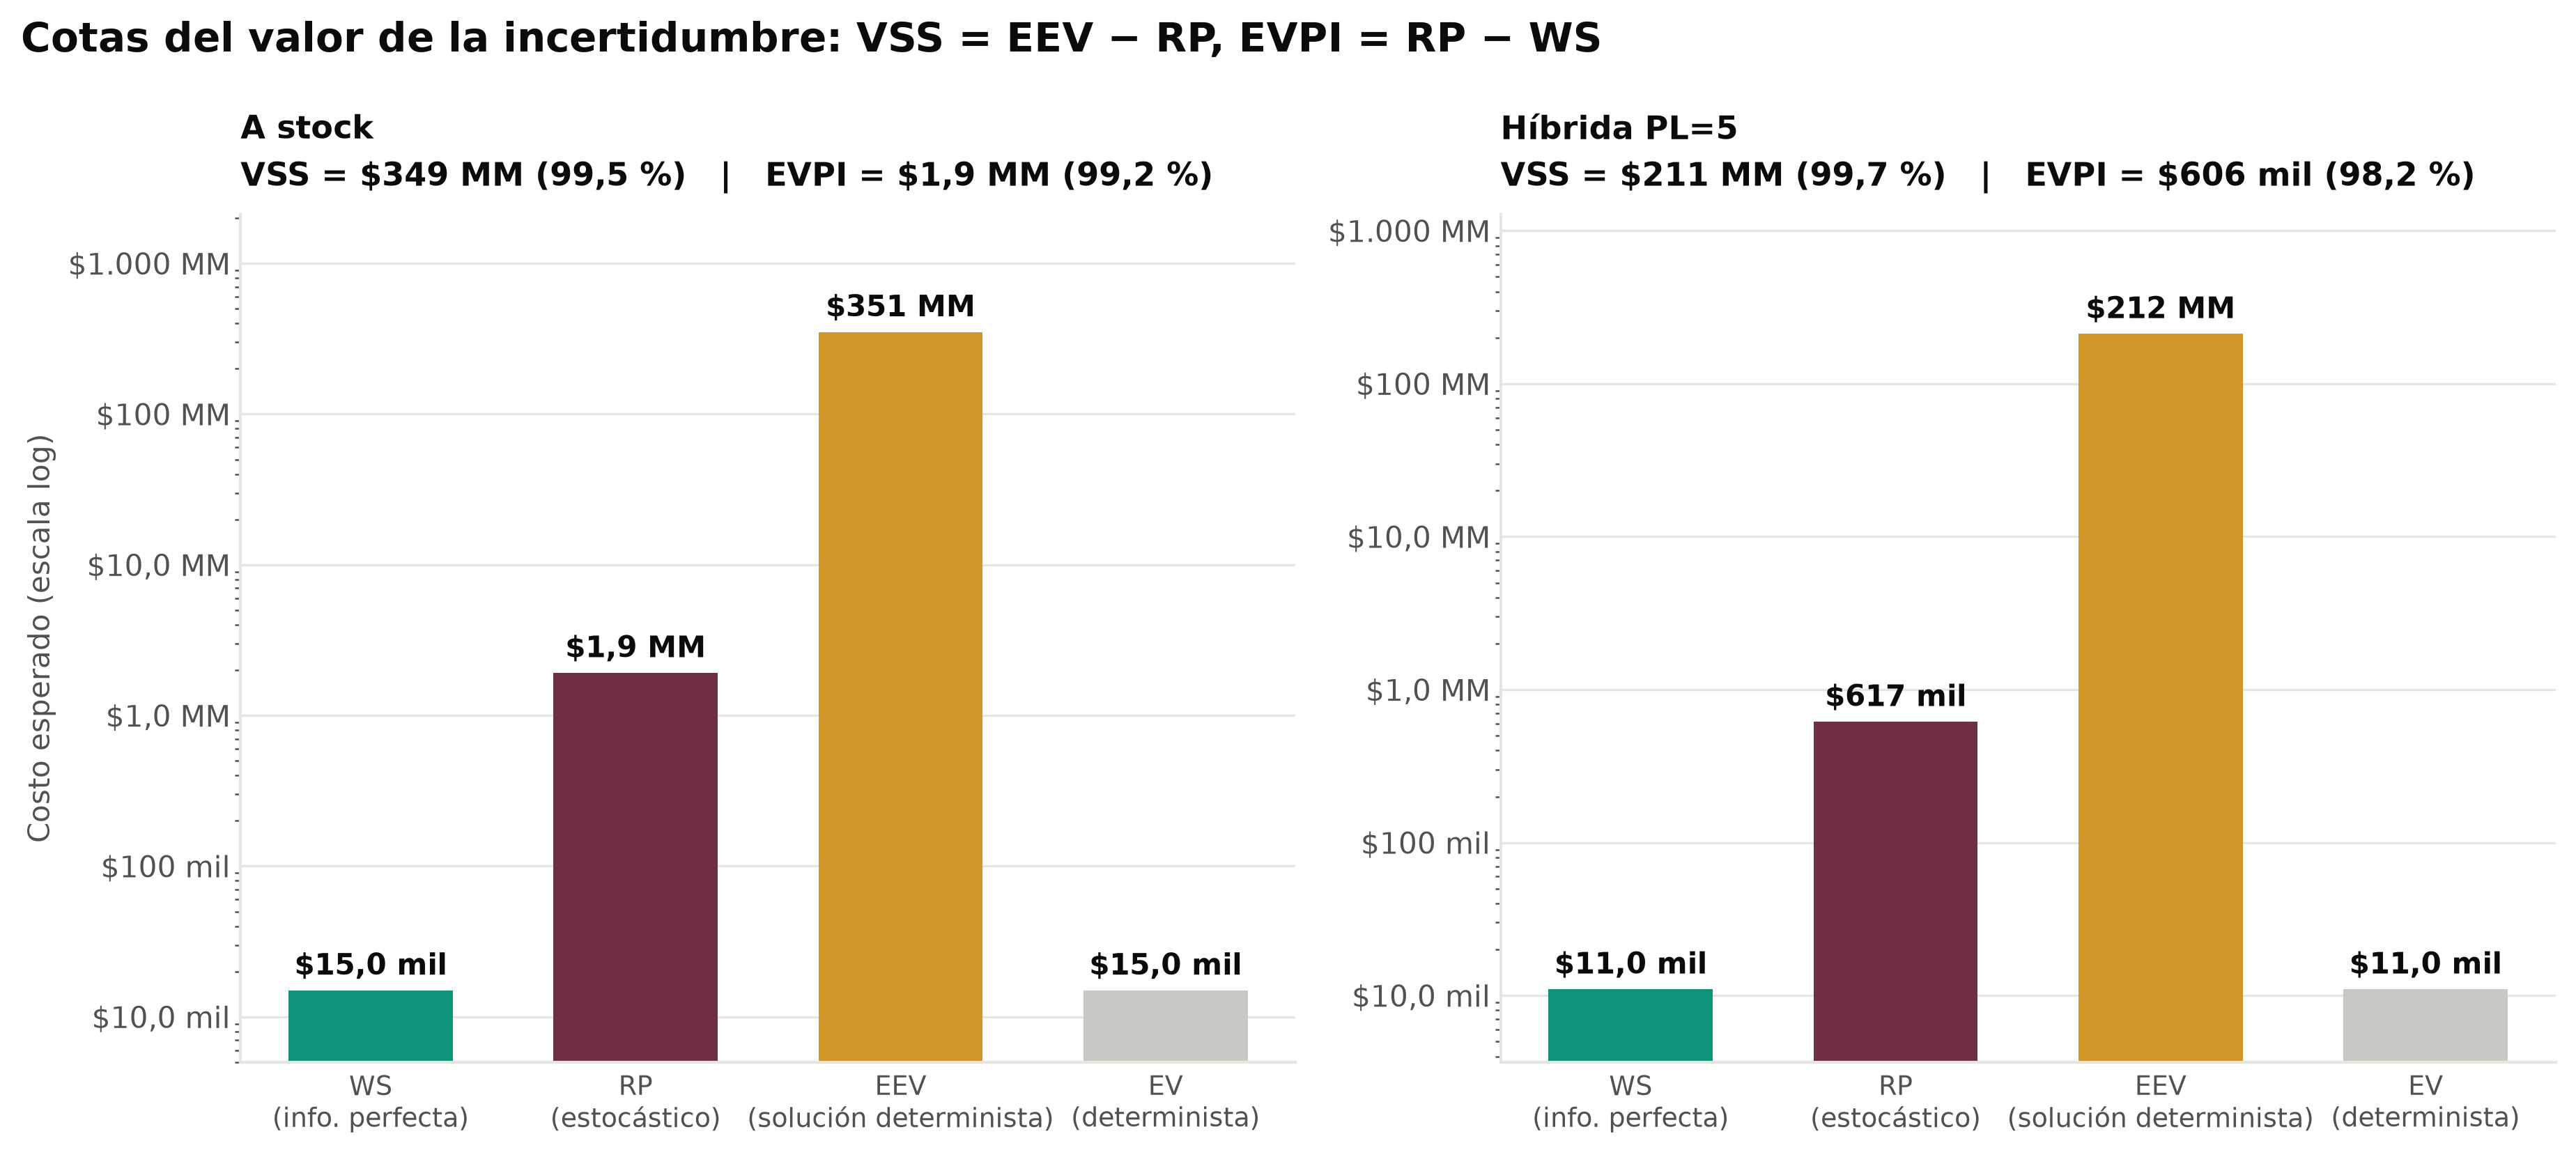 Cotas del valor de la incertidumbre: VSS = EEV − RP, EVPI = RP − WS
A stock
VSS = $349 MM (99,5 %)   |   EVPI = $1,9 MM (99,2 %)
Costo esperado (escala log)
$1.000 MM
$100 MM
$10,0 MM
$1,0 MM
$100 mil
$10,0 mil
$15,0 mil
$1,9 MM
$351 MM
$15,0 mil
WS
(info. perfecta)
RP
(estocástico)
EEV
(solución determinista)
EV
(determinista)
Híbrida PL=5
VSS = $211 MM (99,7 %)   |   EVPI = $606 mil (98,2 %)
$1.000 MM
$100 MM
$10,0 MM
$1,0 MM
$100 mil
$10,0 mil
$11,0 mil
$617 mil
$212 MM
$11,0 mil
WS
(info. perfecta)
RP
(estocástico)
EEV
(solución determinista)
EV
(determinista)